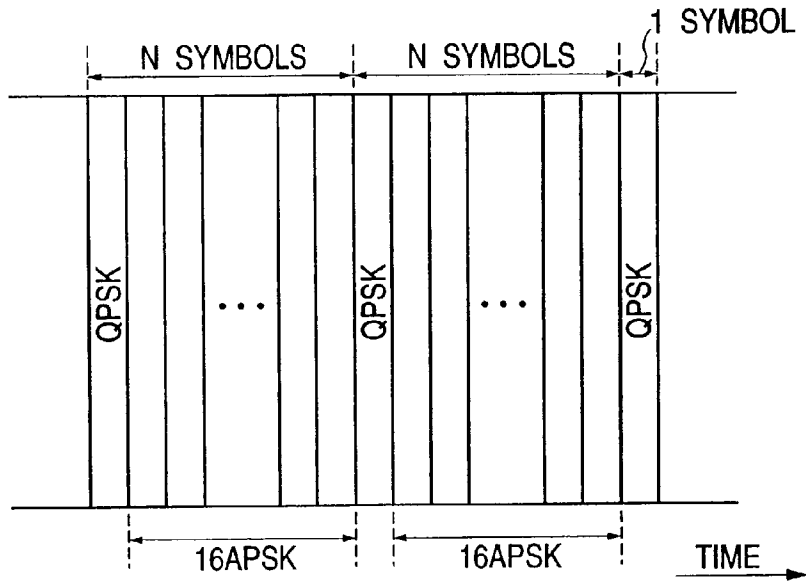 1 SYMBOL
N SYMBOLS
N SYMBOLS
QPSK
...
QPSK
...
QPSK
16APSK
16APSK
TIME